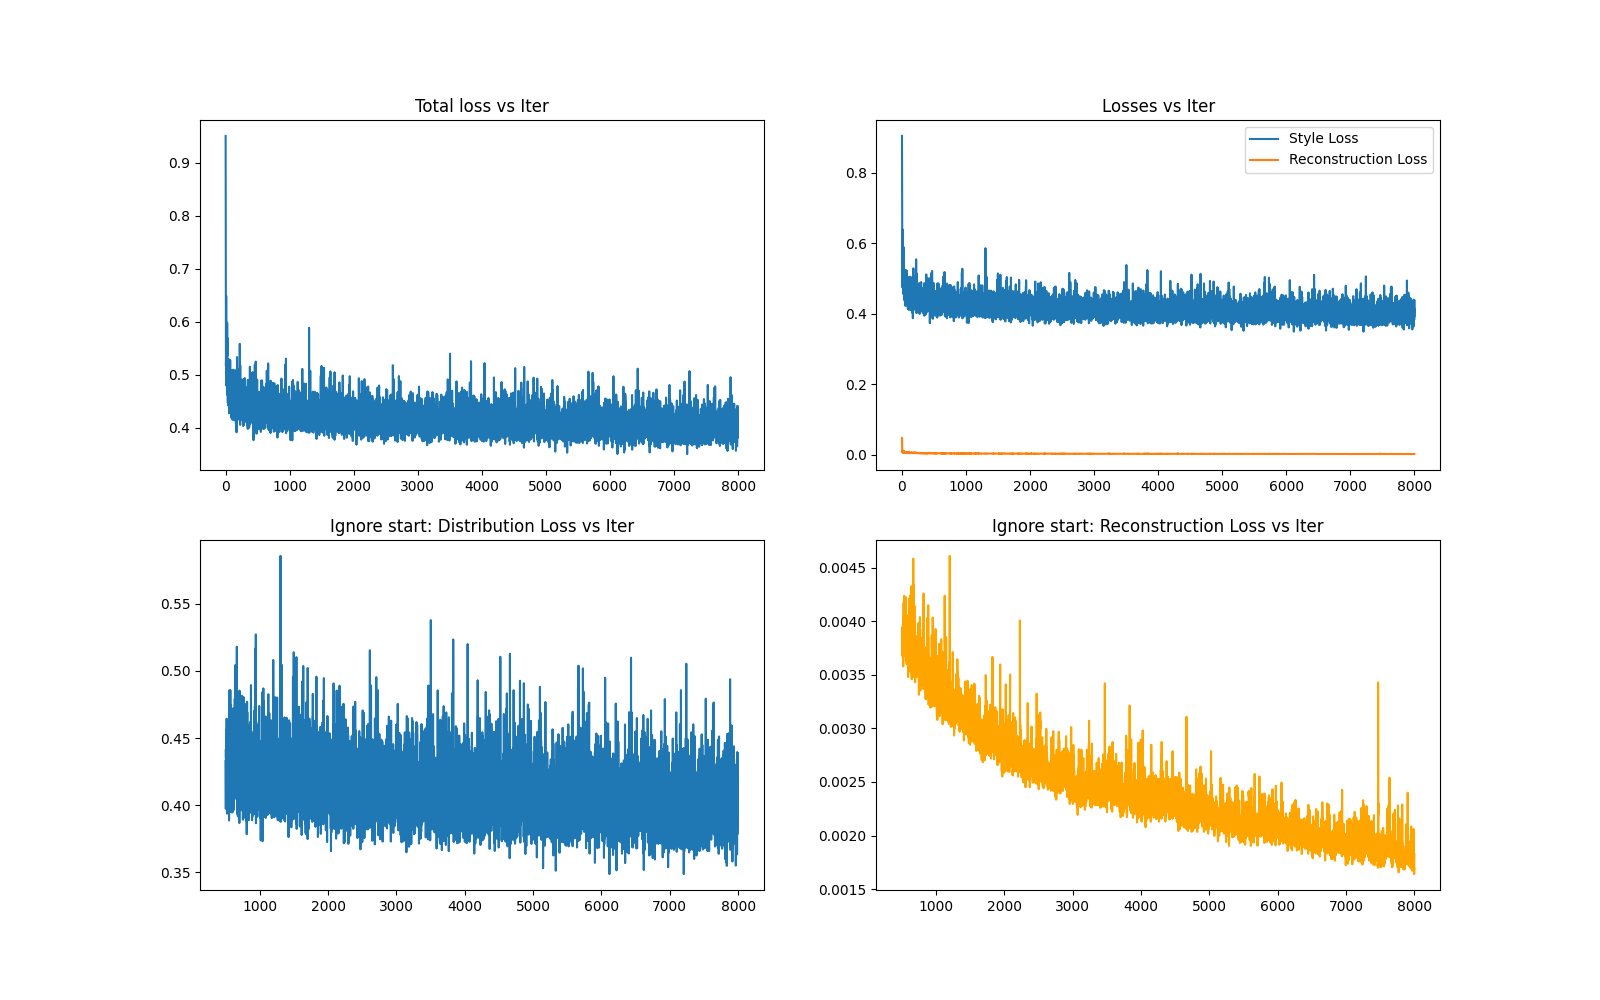 Total loss vs Iter
0.9
0.8
0.7
0.6
0.5
0.4
0 1000 2000 3000 4000 5000 6000 7000 8000
Losses vs Iter
Style Loss
Reconstruction Loss
0.8
0.6
0.4
0.2
0.0
0 1000 2000 3000 4000 5000 6000 7000 8000
Ignore start: Distribution Loss vs Iter
0.55
0.50
0.45
0.40
0.35
1000 2000 3000 4000 5000 6000 7000 8000
Ignore start: Reconstruction Loss vs Iter
0.0045
0.0040
0.0035
0.0030
0.0025
0.0020
0.0015
1000 2000 3000 4000 5000 6000 7000 8000